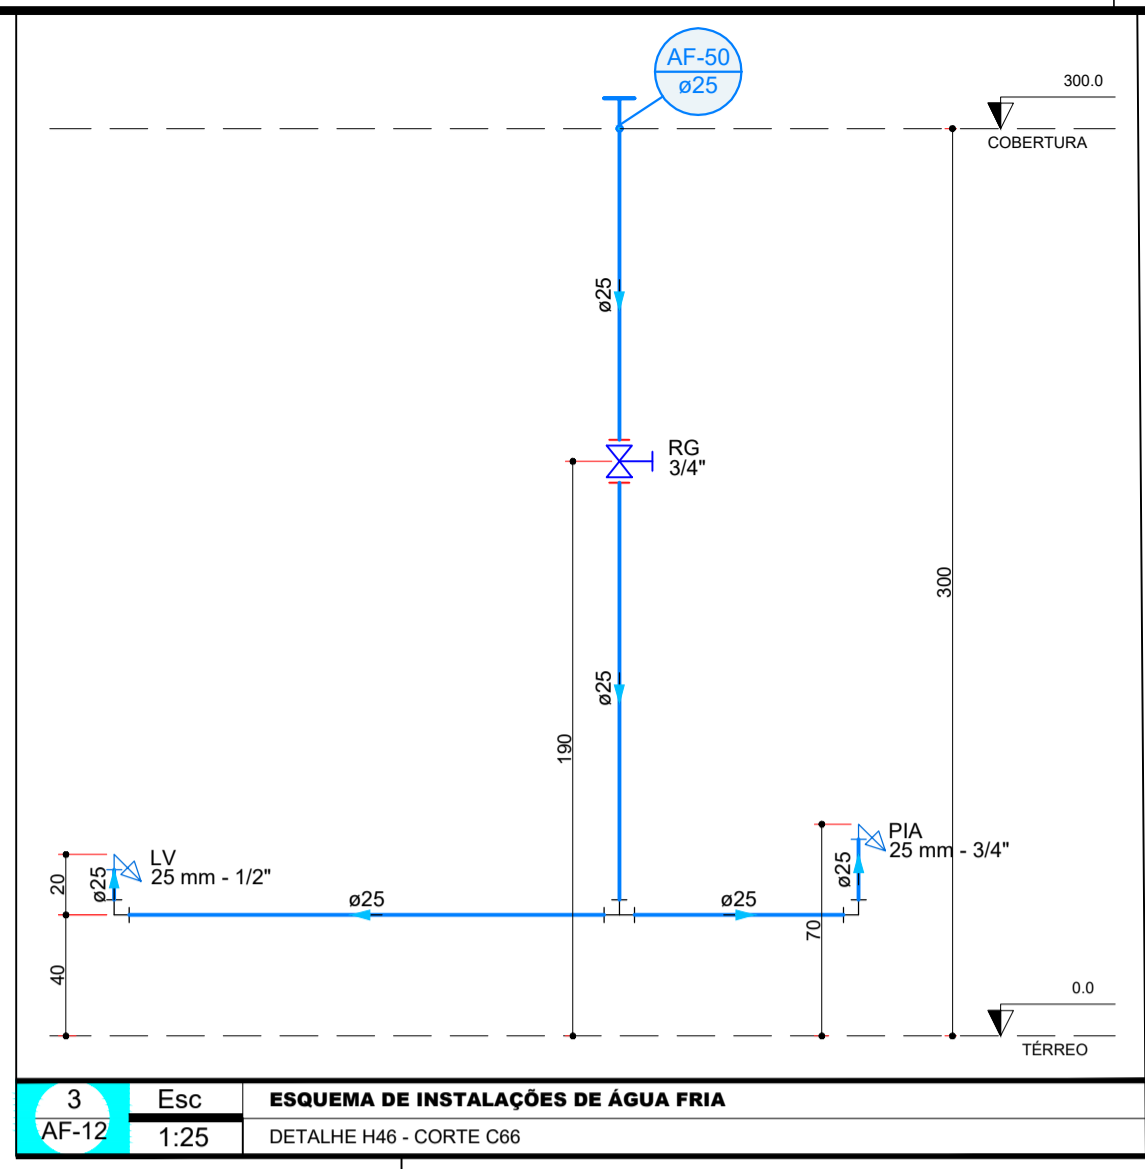 AF-50
ø25
300.0
COBERTURA
ø25
RG
3/4"
300
ø25
190
LV
25 mm - 1/2"
PIA
25 mm - 3/4"
20
ø25
ø25
ø25
ø25
70
40
0.0
TÉRREO
3
AF-12
Esc
1:25
ESQUEMA DE INSTALAÇÕES DE ÁGUA FRIA
DETALHE H46 - CORTE C66